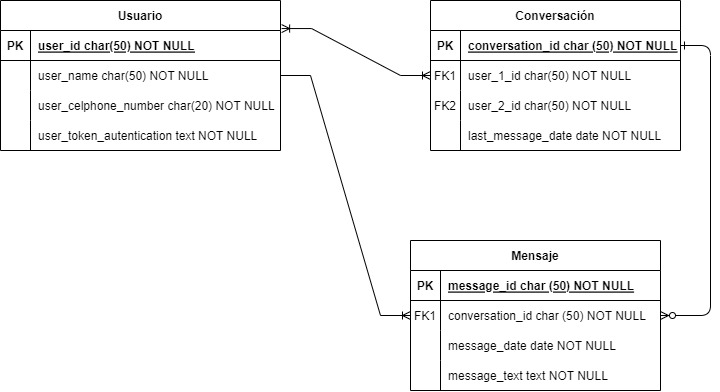 Usuario
PK user_id char(50) NOT NULL
user_name char(50) NOT NULL
user_celphone_number char(20) NOT NULL
user_token_autentication text NOT NULL
Conversación
PK conversation_id char (50) NOT NULL
FK1 user_1_id char(50) NOT NULL
FK2 user_2_id char(50) NOT NULL
last_message_date date NOT NULL
Mensaje
PK message_id char (50) NOT NULL
FK1 conversation_id char (50) NOT NULL
message_date date NOT NULL
message_text text NOT NULL